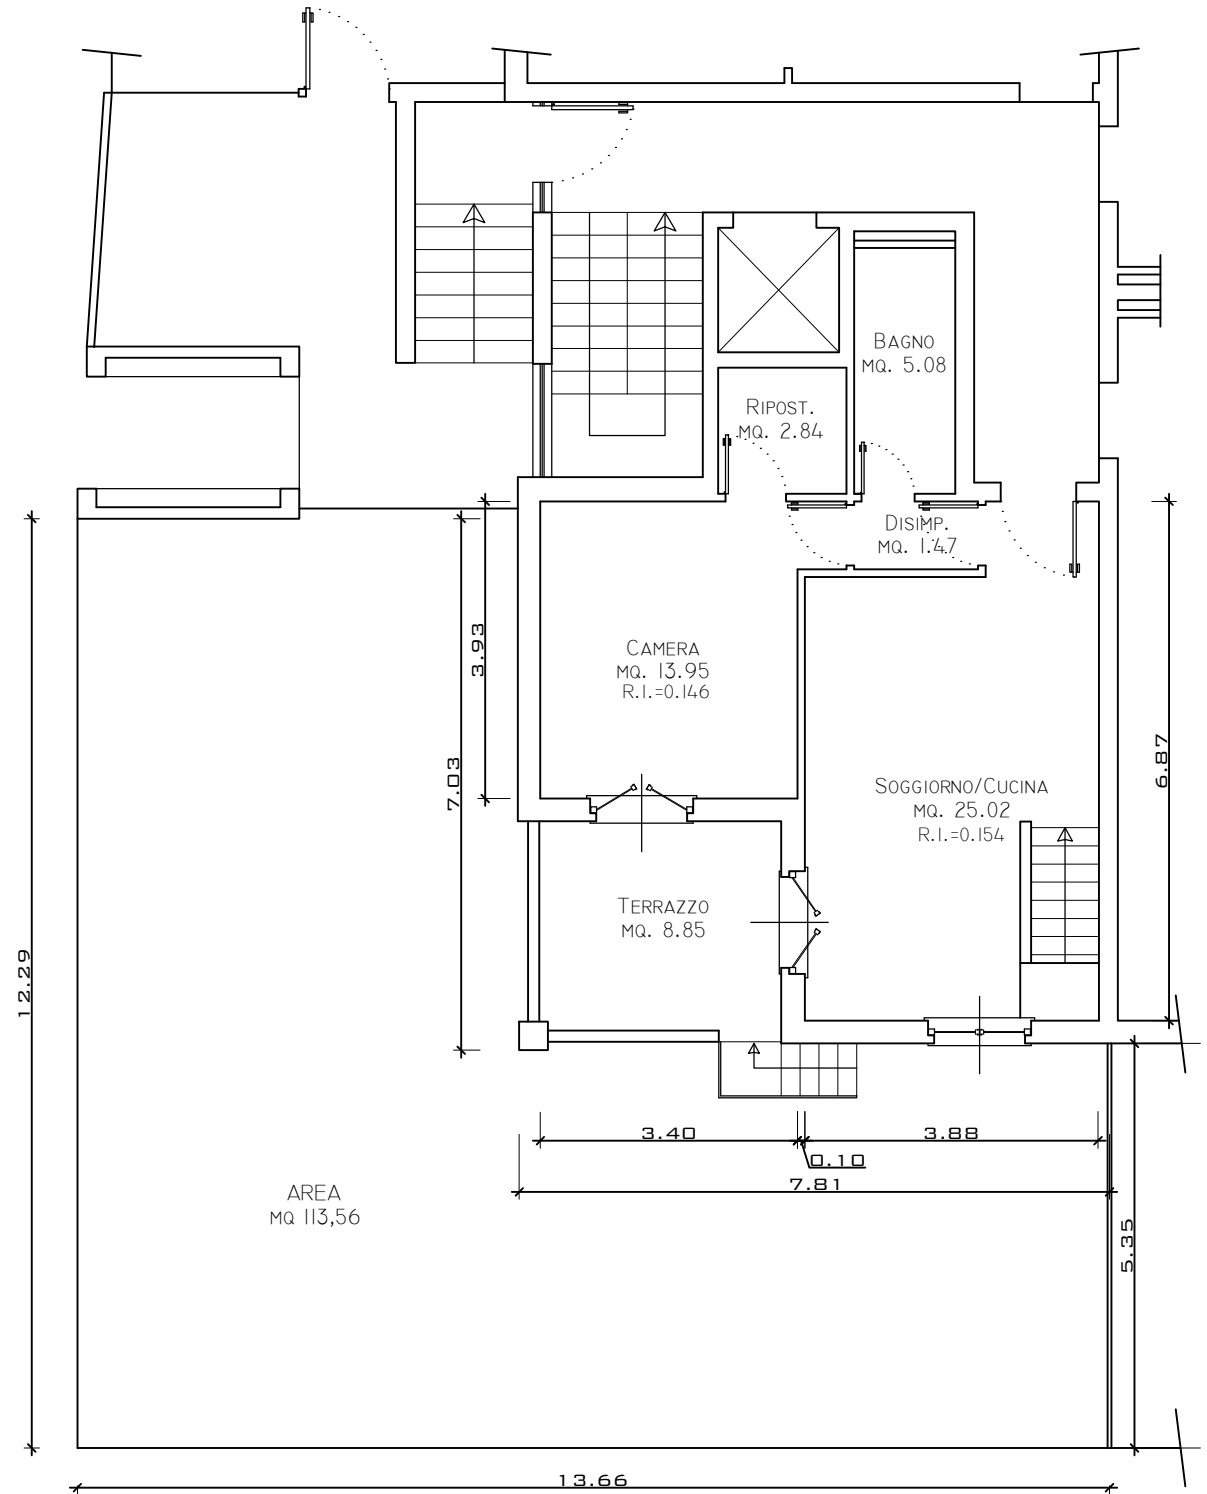 BAGNO
MQ. 5.08
RIPOST.
MQ. 2.84
DISIMP.
MQ. 1.47
3.93
CAMERA
MQ. 13.95
R.I.=0.146
7.03
6.87
SOGGIORNO/CUCINA
MQ. 25.02
R.I.=0.154
TERRAZZO
MQ. 8.85
12.29
3.40
3.88
0.10
7.81
AREA
MQ 113,56
5.35
13.66